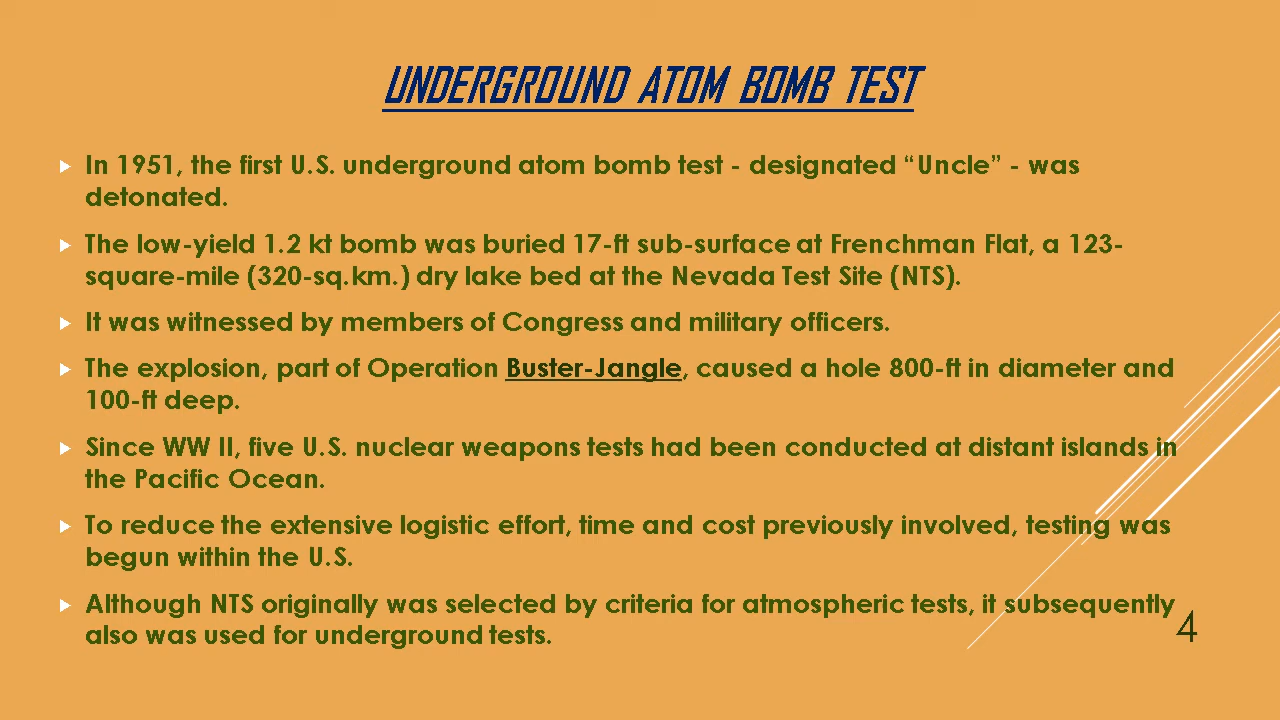 UNDERGROUND ATOM BOMB TEST
In 1951, the first U.S. underground atom bomb test - designated “Uncle” - was
detonated.
The low-yield 1.2 kt bomb was buried 17-ft sub-surface at Frenchman Flat, a 123-
square-mile (320-sq.km.) dry lake bed at the Nevada Test Site (NTS).
It was witnessed by members of Congress and military officers.
The explosion, part of Operation Buster-Jangle, caused a hole 800-ft in diameter and
100-ft deep.
Since WW II, five U.S. nuclear weapons tests had been conducted at distant islands in
the Pacific Ocean.
To reduce the extensive logistic effort, time and cost previously involved, testing was
begun within the U.S.
Although NTS originally was selected by criteria for atmospheric tests, it subsequently
also was used for underground tests.
4